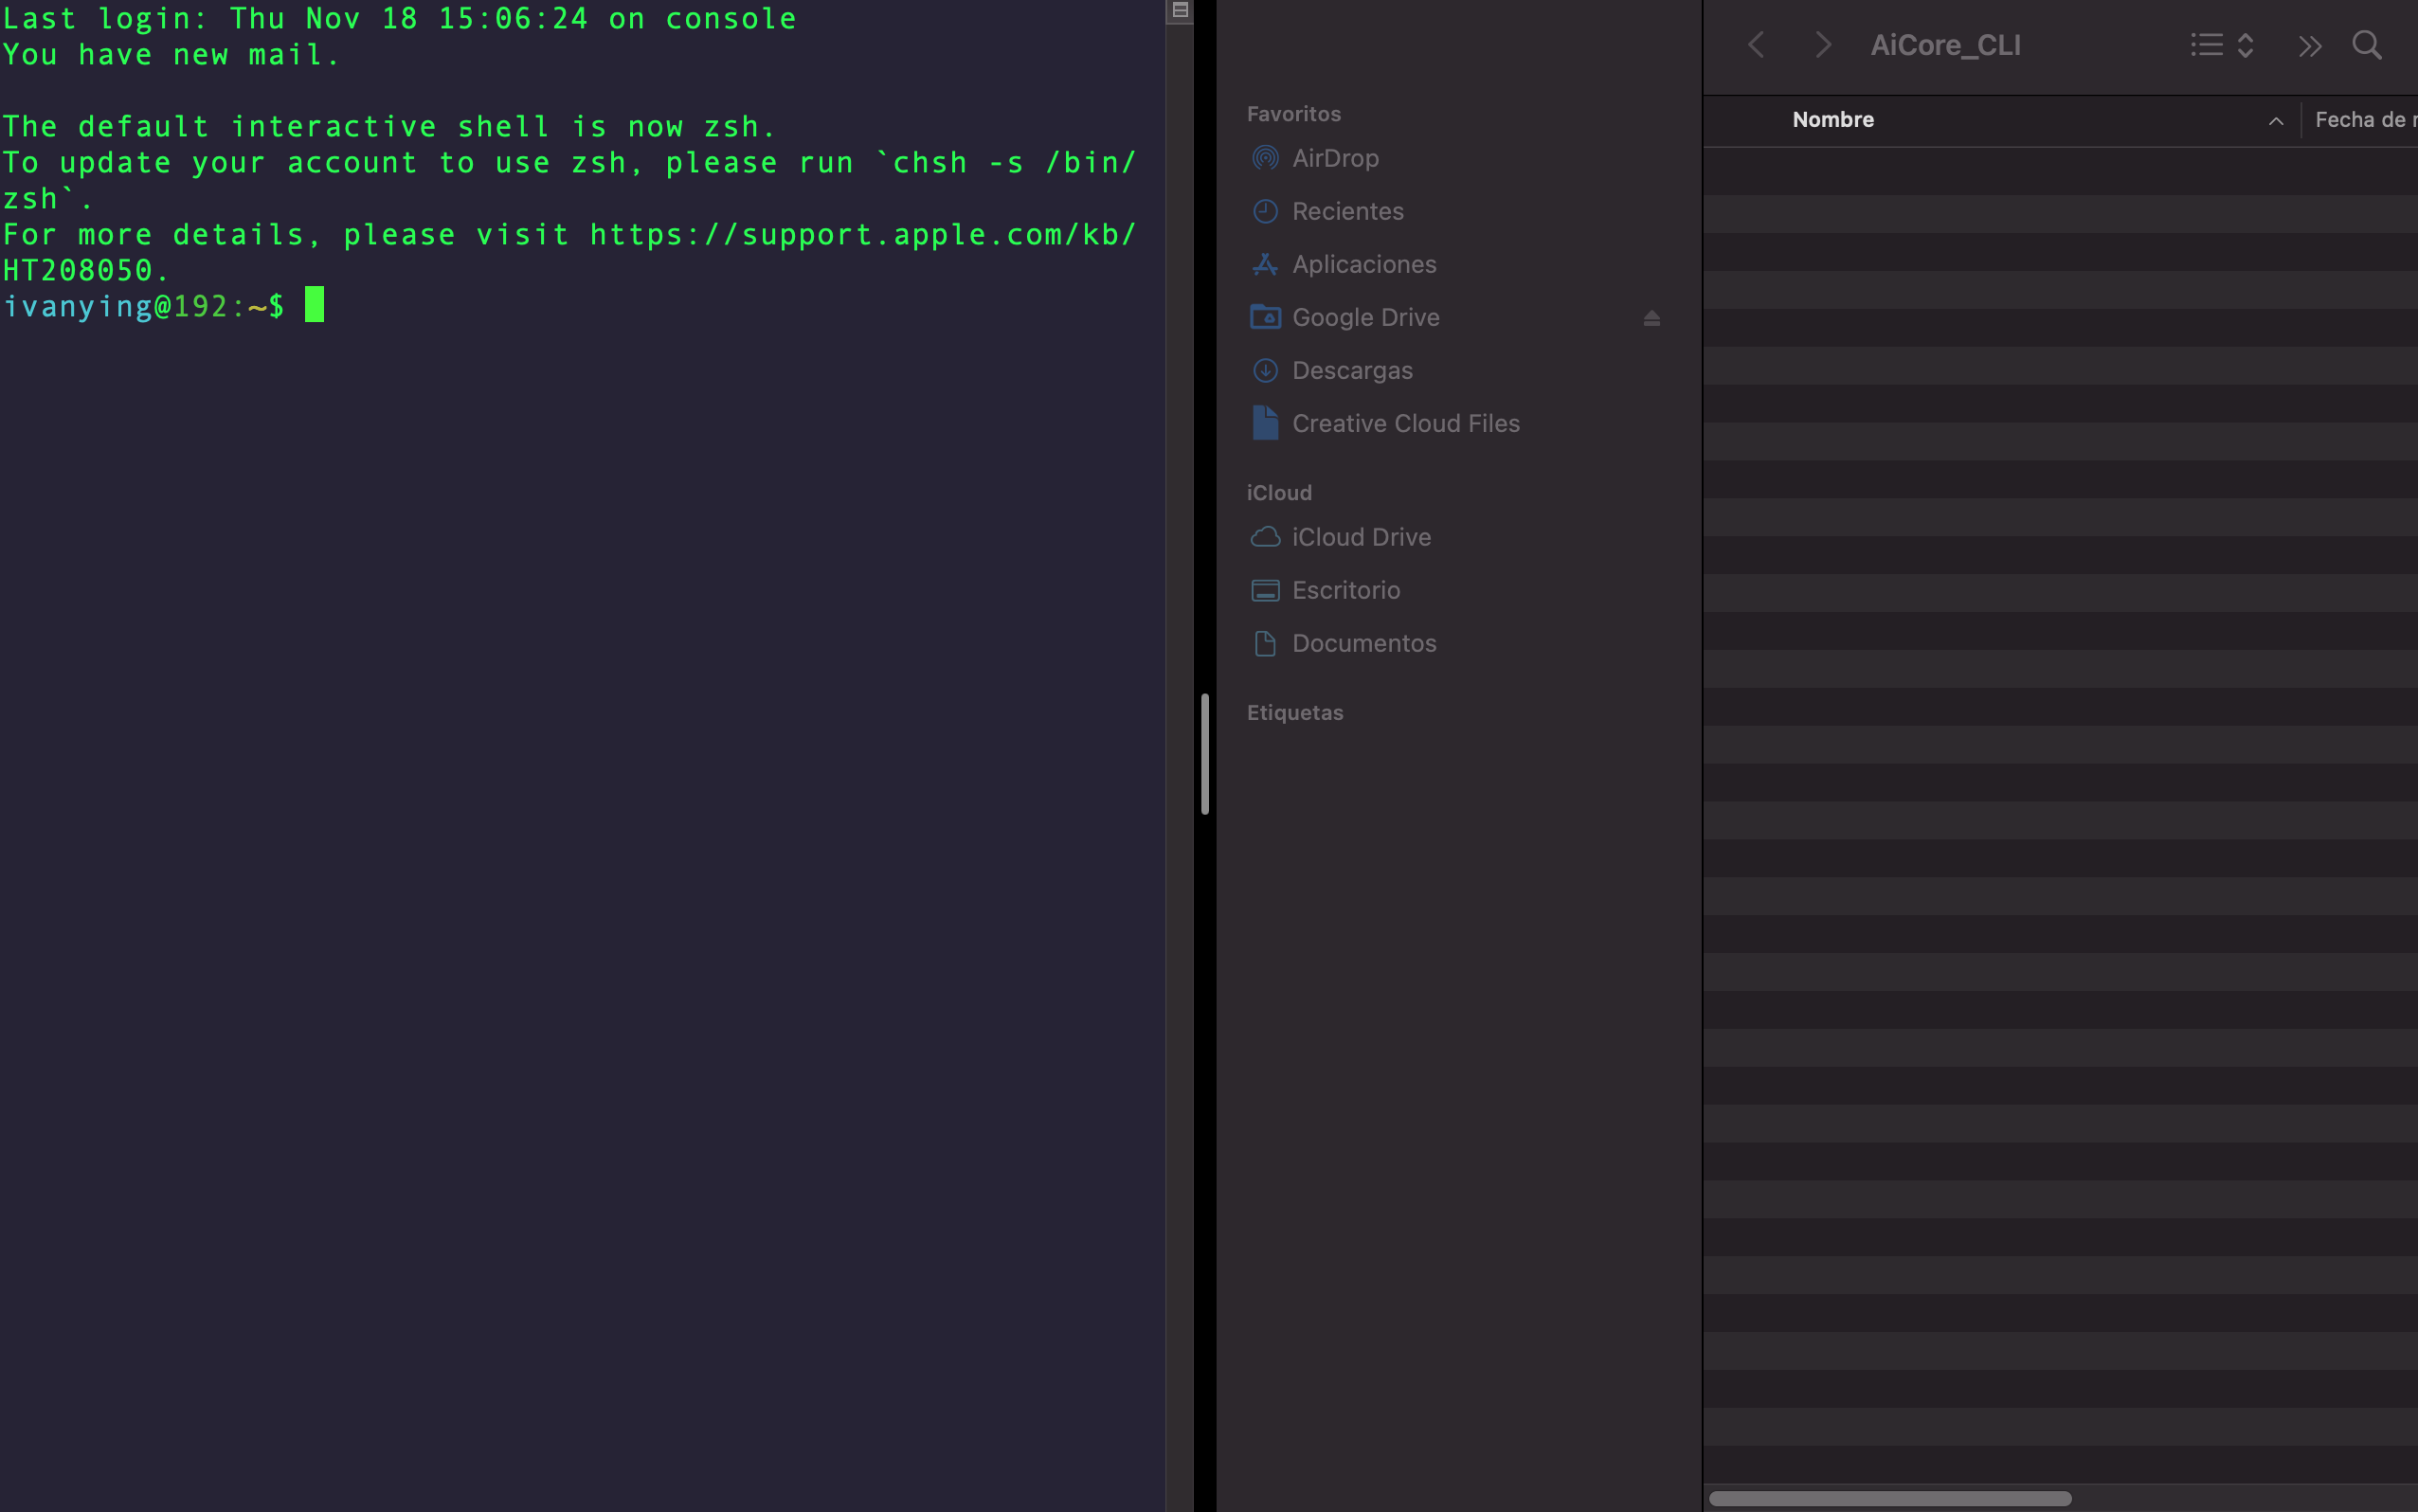 Last login: Thu Nov 18 15:06:24 on console
You have new mail.
The default interactive shell is now zsh.
To update your account to use zsh, please run `chsh -s /bin/
zsh`.
For more details, please visit https://support.apple.com/kb/
HT208050.
ivanying@192:~$
Favoritos
AirDrop
Recientes
Aplicaciones
Google Drive
Descargas
Creative Cloud Files
iCloud
iCloud Drive
Escritorio
Documentos
Etiquetas
AiCore_CLI
Nombre
Fecha de